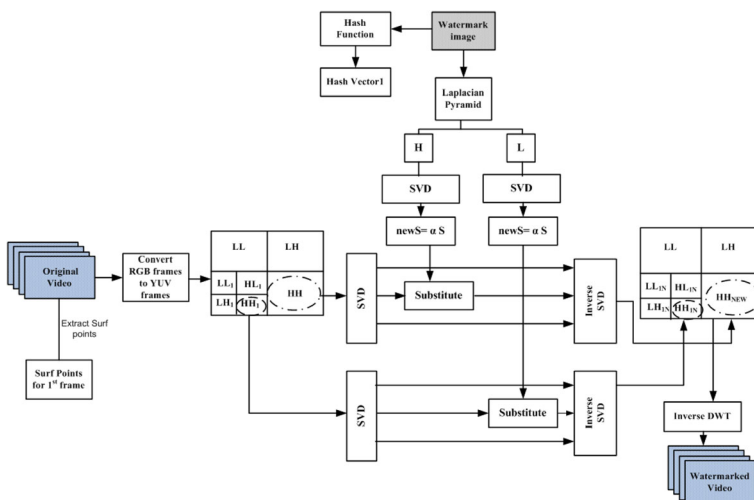 Hash
Function
Watermark
image
Hash Vector1
Laplacian
Pyramid
H
L
SVD
SVD
newS= α S
newS= α S
Original
Video
Convert
RGB frames
to YUV
frames
LL
LH
LL1
HL1
LH1
HH1
HH
SVD
Substitute
Inverse
SVD
LL
LH
LL1N
HL1N
LH1N
HH1N
HHNEW
Extract Surf
points
Surf Points
for 1st frame
SVD
Substitute
Inverse
SVD
Inverse DWT
Watermarked
Video